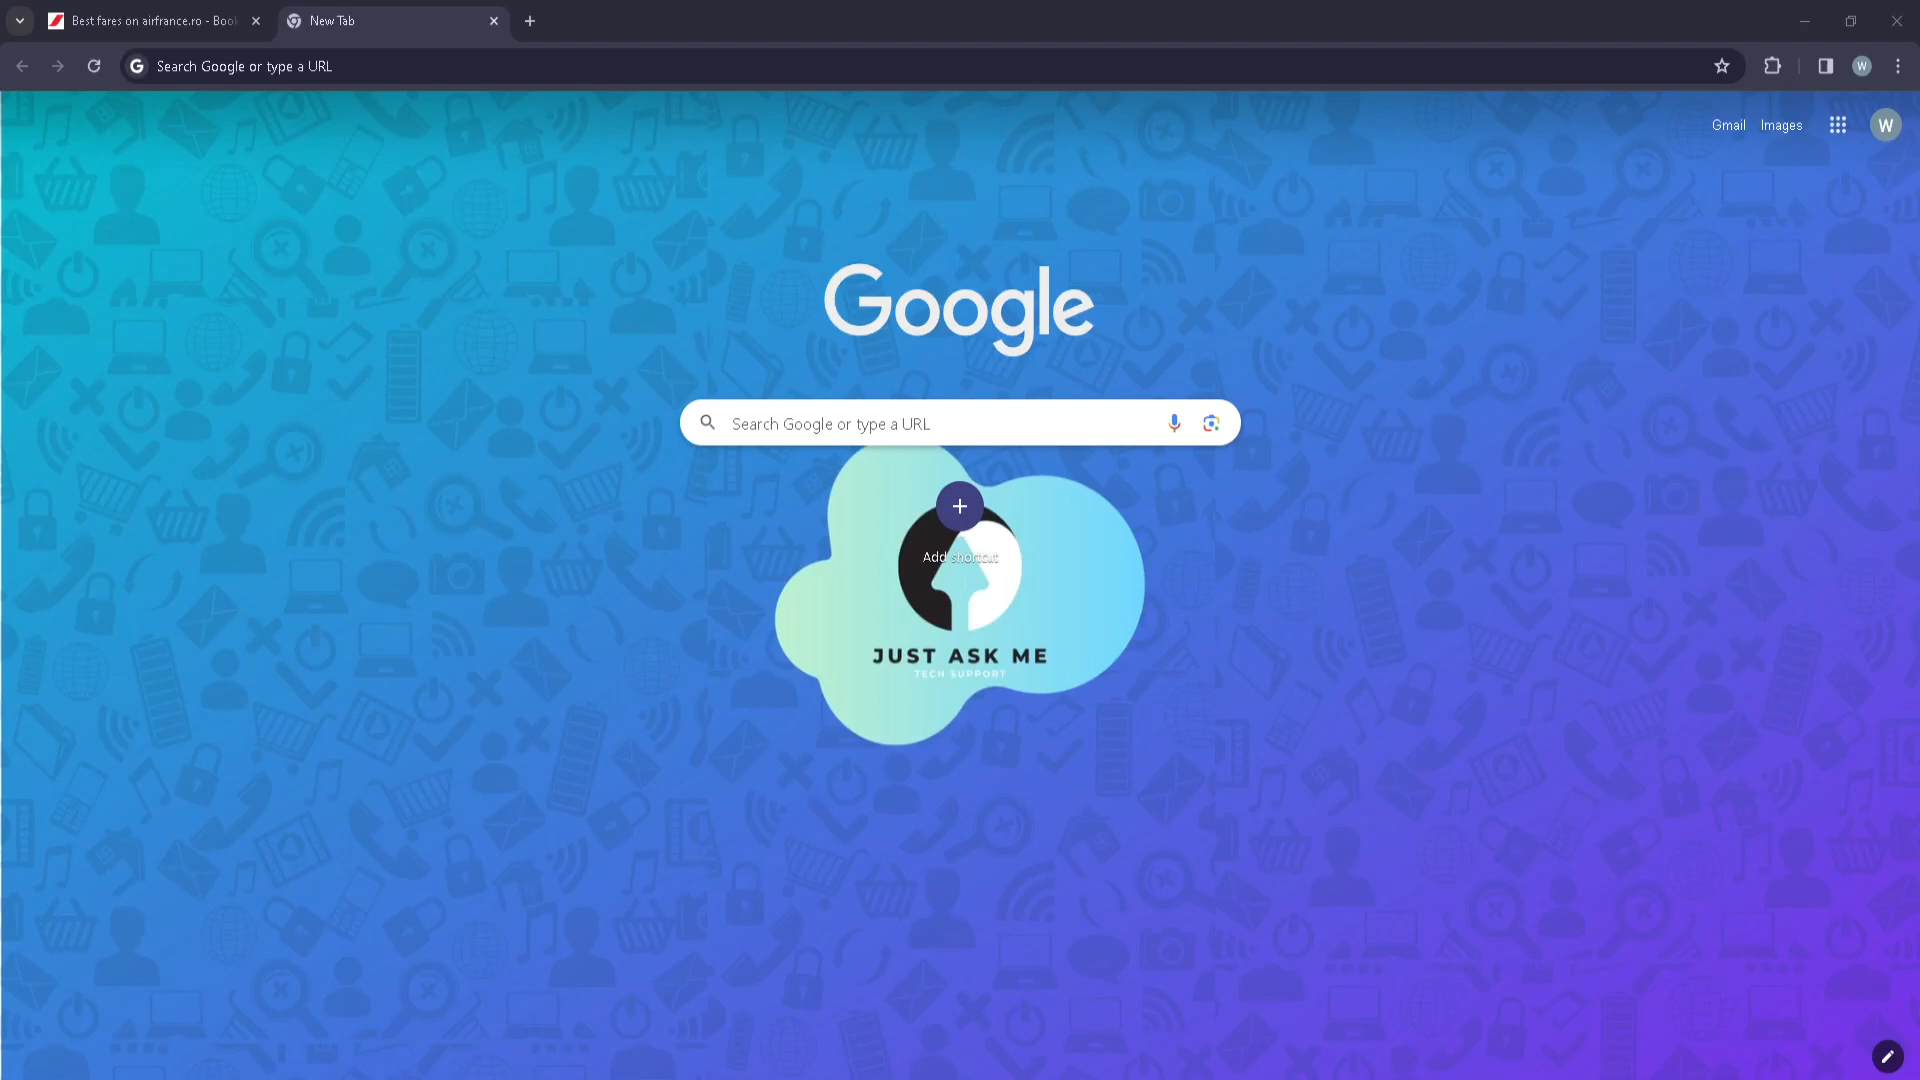 Best fares on airfrance.ro - Book
New Tab
Search Google or type a URL
W
Gmail
Images
W
Google
Search Google or type a URL
Add shortcut
JUST ASK ME
TECH SUPPORT